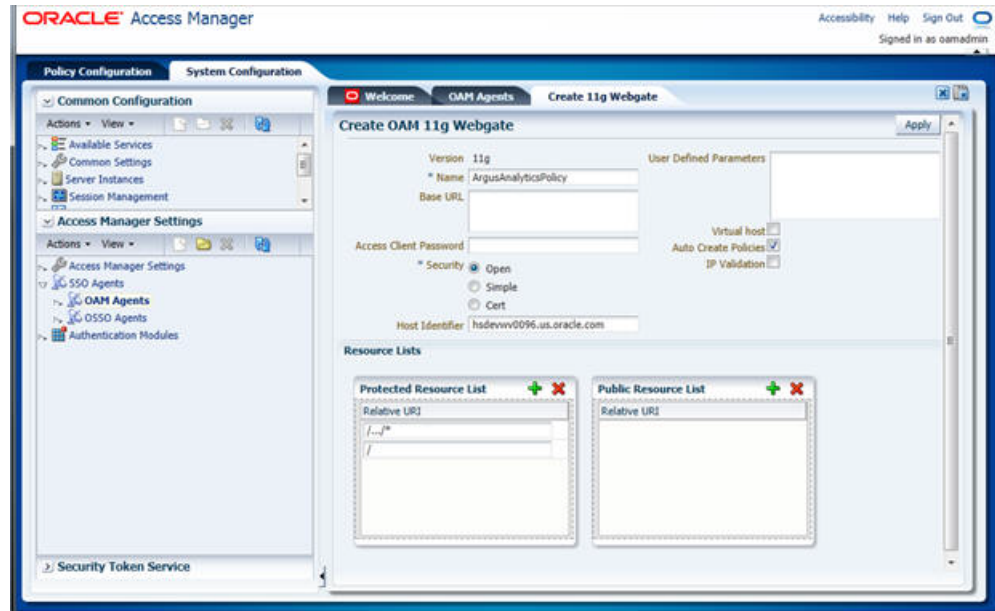 ORACLE Access Manager
Accessibility Help Sign Out
Signed in as oamadmin
Policy Configuration System Configuration
Common Configuration
Actions View
Available Services
Common Settings
Server Instances
Session Management
Access Manager Settings
Actions View
Access Manager Settings
SSO Agents
OAM Agents
OSSO Agents
Authentication Modules
Security Token Service
Welcome OAM Agents Create 11g Webgate
Create OAM 11g Webgate Apply
Version 11g
* Name ArgusAnalyticsPolicy
Base URL
Access Client Password
* Security Open
Simple
Cert
Host Identifier hsdevwv0096.us.oracle.com
User Defined Parameters
Virtual host
Auto Create Policies
IP Validation
Resource Lists
Protected Resource List
Relative URI
/.../*
/
Public Resource List
Relative URI